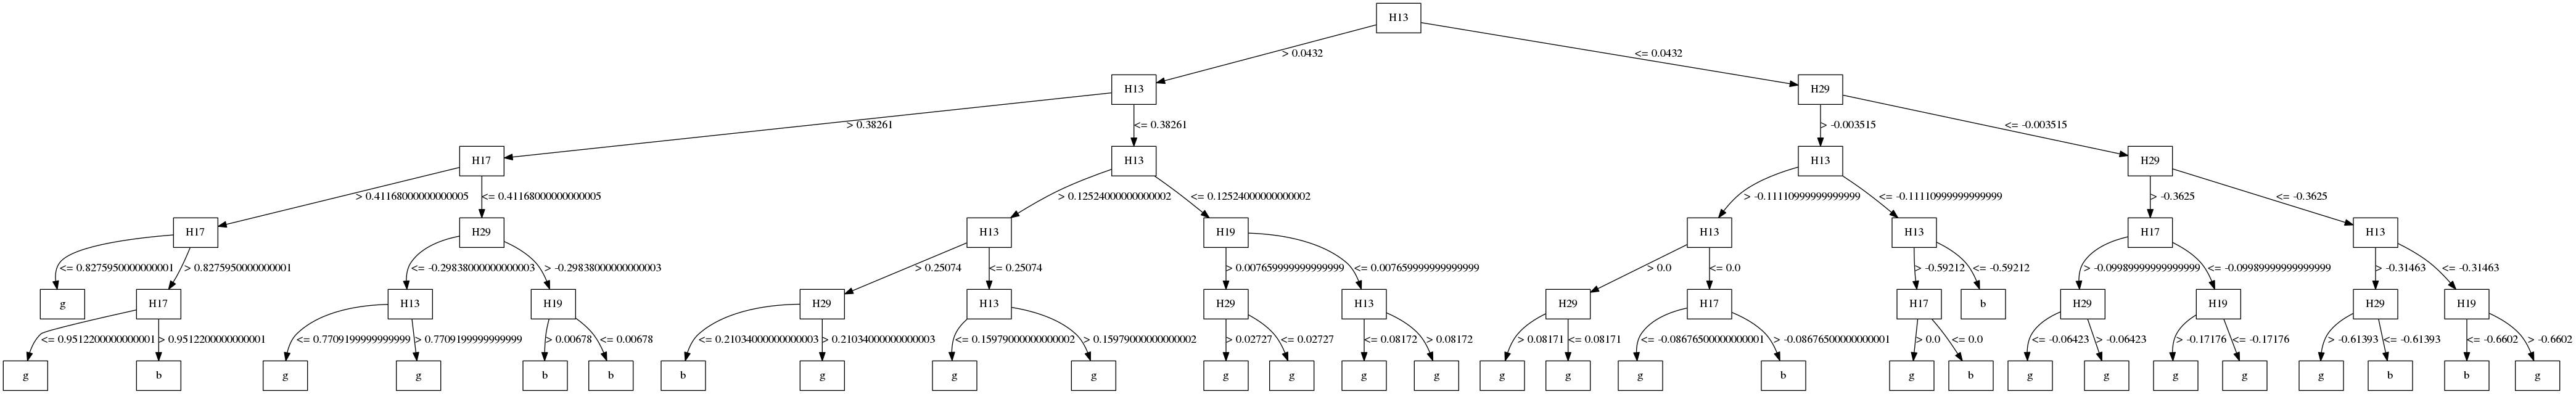 H13
> 0.0432
<= 0.0432
H13
H29
> 0.38261
<= 0.38261
> -0.003515
<= -0.003515
H17
H13
H13
H29
> 0.41168000000000005
<= 0.41168000000000005
> 0.12524000000000002
<= 0.12524000000000002
> -0.11110999999999999
<= -0.11110999999999999
> -0.3625
<= -0.3625
H17
H29
H13
H19
H13
H13
H17
H13
<= 0.8275950000000001
> 0.8275950000000001
<= -0.29838000000000003
> -0.29838000000000003
> 0.25074
<= 0.25074
> 0.007659999999999999
<= 0.007659999999999999
> 0.0
<= 0.0
> -0.59212
<= -0.59212
> -0.09989999999999999
<= -0.09989999999999999
> -0.31463
<= -0.31463
g
H17
H13
H19
H29
H13
H29
H13
H29
H17
H17
b
H29
H19
H29
H19
<= 0.9512200000000001
> 0.9512200000000001
<= 0.7709199999999999
> 0.7709199999999999
> 0.00678
<= 0.00678
<= 0.21034000000000003
> 0.21034000000000003
<= 0.15979000000000002
> 0.15979000000000002
> 0.02727
<= 0.02727
<= 0.08172
> 0.08172
> 0.08171
<= 0.08171
<= -0.08676500000000001
> -0.08676500000000001
> 0.0
<= 0.0
<= -0.06423
> -0.06423
> -0.17176
<= -0.17176
> -0.61393
<= -0.61393
<= -0.6602
> -0.6602
g
b
g
g
b
b
b
g
g
g
g
g
g
g
g
g
g
b
g
b
g
g
g
g
g
b
b
g